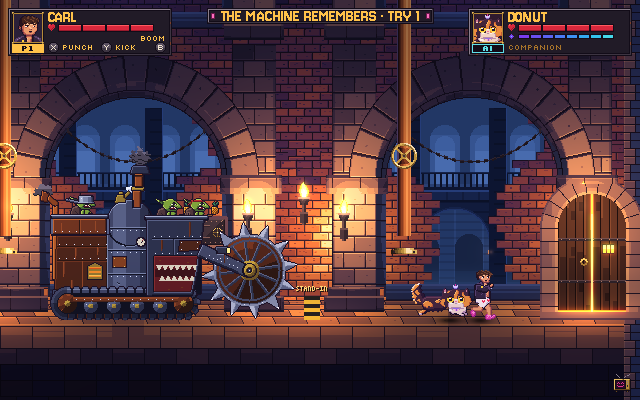 CARL
BOOM
P1
X PUNCH Y KICK B
THE MACHINE REMEMBERS · TRY 1
DONUT
AI
COMPANION
STAND-IN